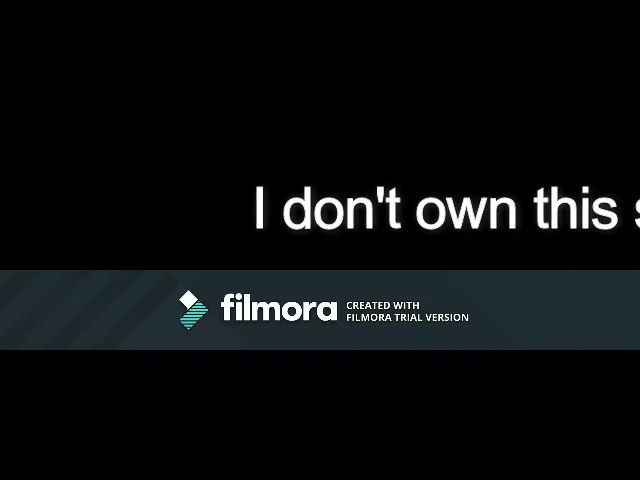 I don't own this
filmora
CREATED WITH
FILMORA TRIAL VERSION